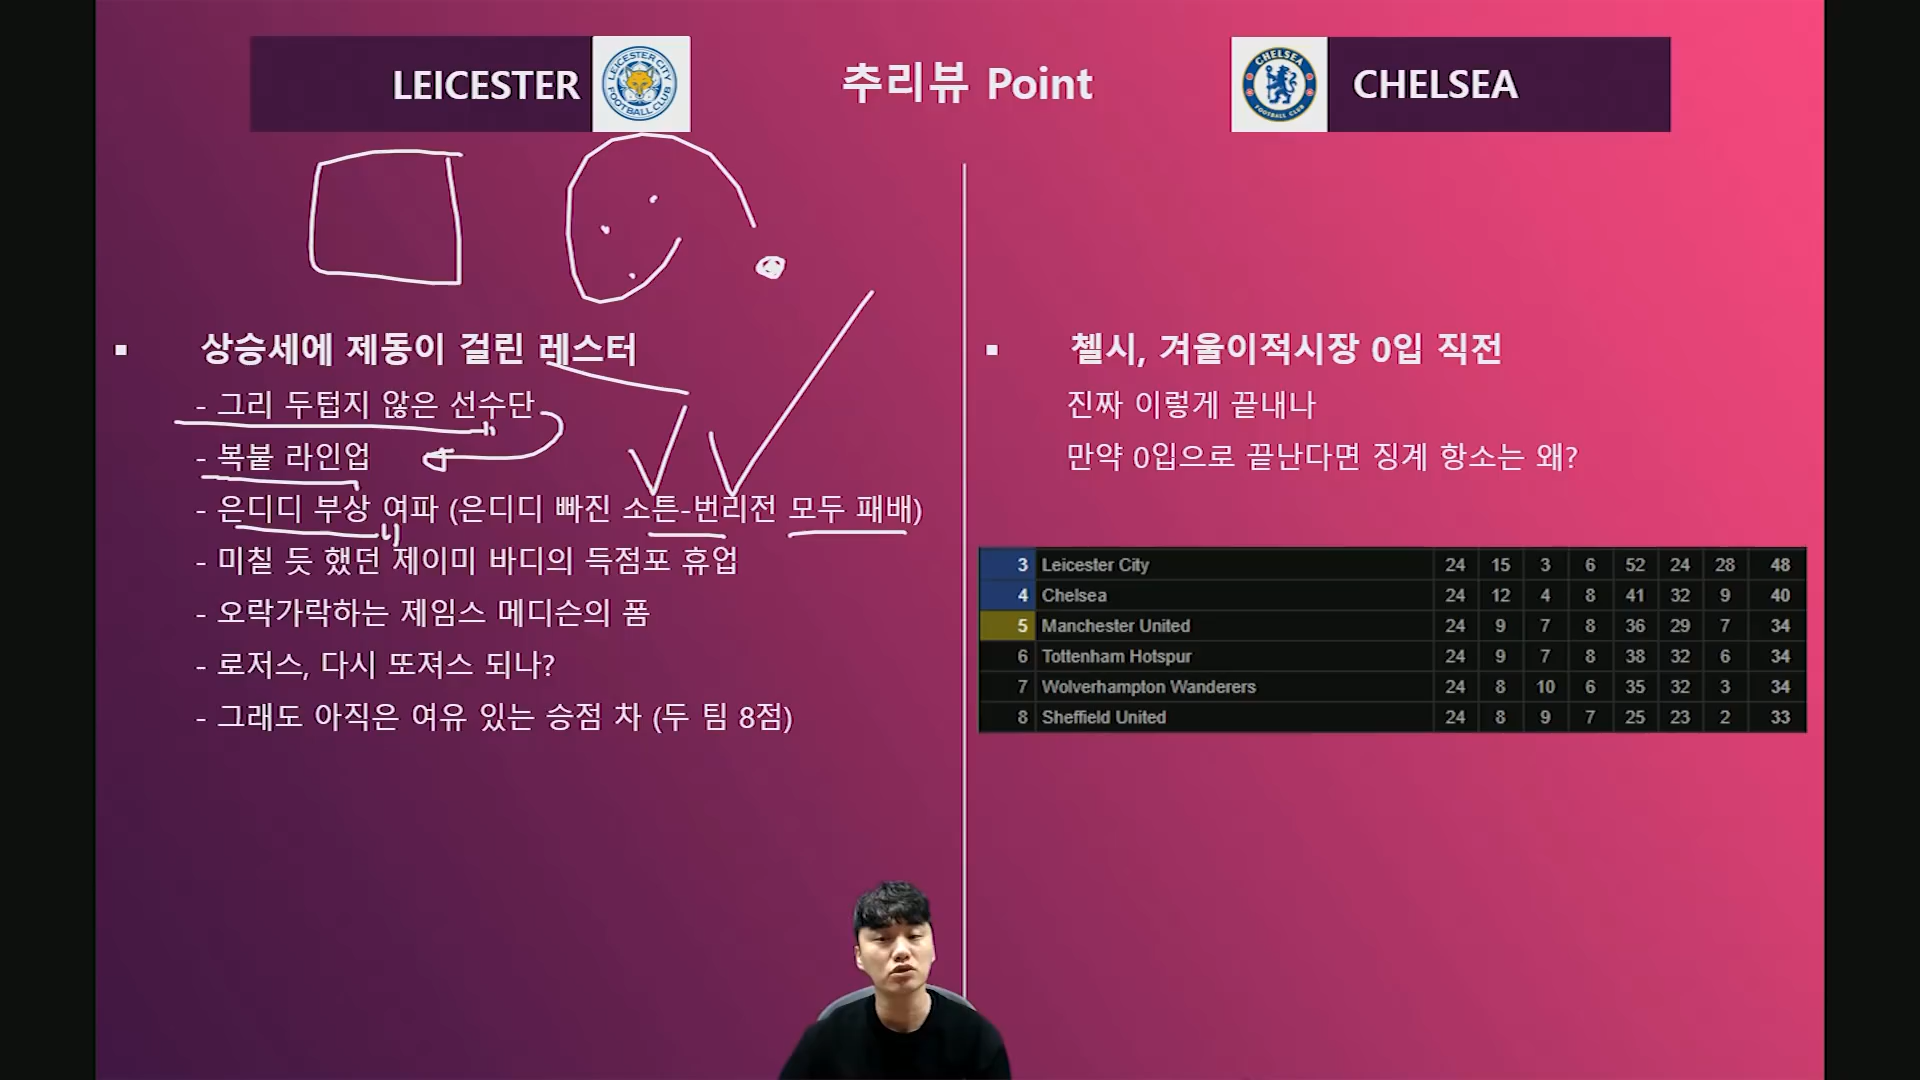 LEICESTER
LEICESTER CITY
FOOTBALL CLUB
추리뷰 Point
CHELSEA
FOOTBALL CLUB
CHELSEA
▪ 상승세에 제동이 걸린 레스터
- 그리 두텁지 않은 선수단
- 복붙 라인업
- 은디디 부상 여파 (은디디 빠진 소튼-번리전 모두 패배)
- 미칠 듯 했던 제이미 바디의 득점포 휴업
- 오락가락하는 제임스 메디슨의 폼
- 로저스, 다시 또져스 되나?
- 그래도 아직은 여유 있는 승점 차 (두 팀 8점)
▪ 첼시, 겨울이적시장 0입 직전
진짜 이렇게 끝내나
만약 0입으로 끝난다면 징계 항소는 왜?
3 Leicester City 24 15 3 6 52 24 28 48
4 Chelsea 24 12 4 8 41 32 9 40
5 Manchester United 24 9 7 8 36 29 7 34
6 Tottenham Hotspur 24 9 7 8 38 32 6 34
7 Wolverhampton Wanderers 24 8 10 6 35 32 3 34
8 Sheffield United 24 8 9 7 25 23 2 33